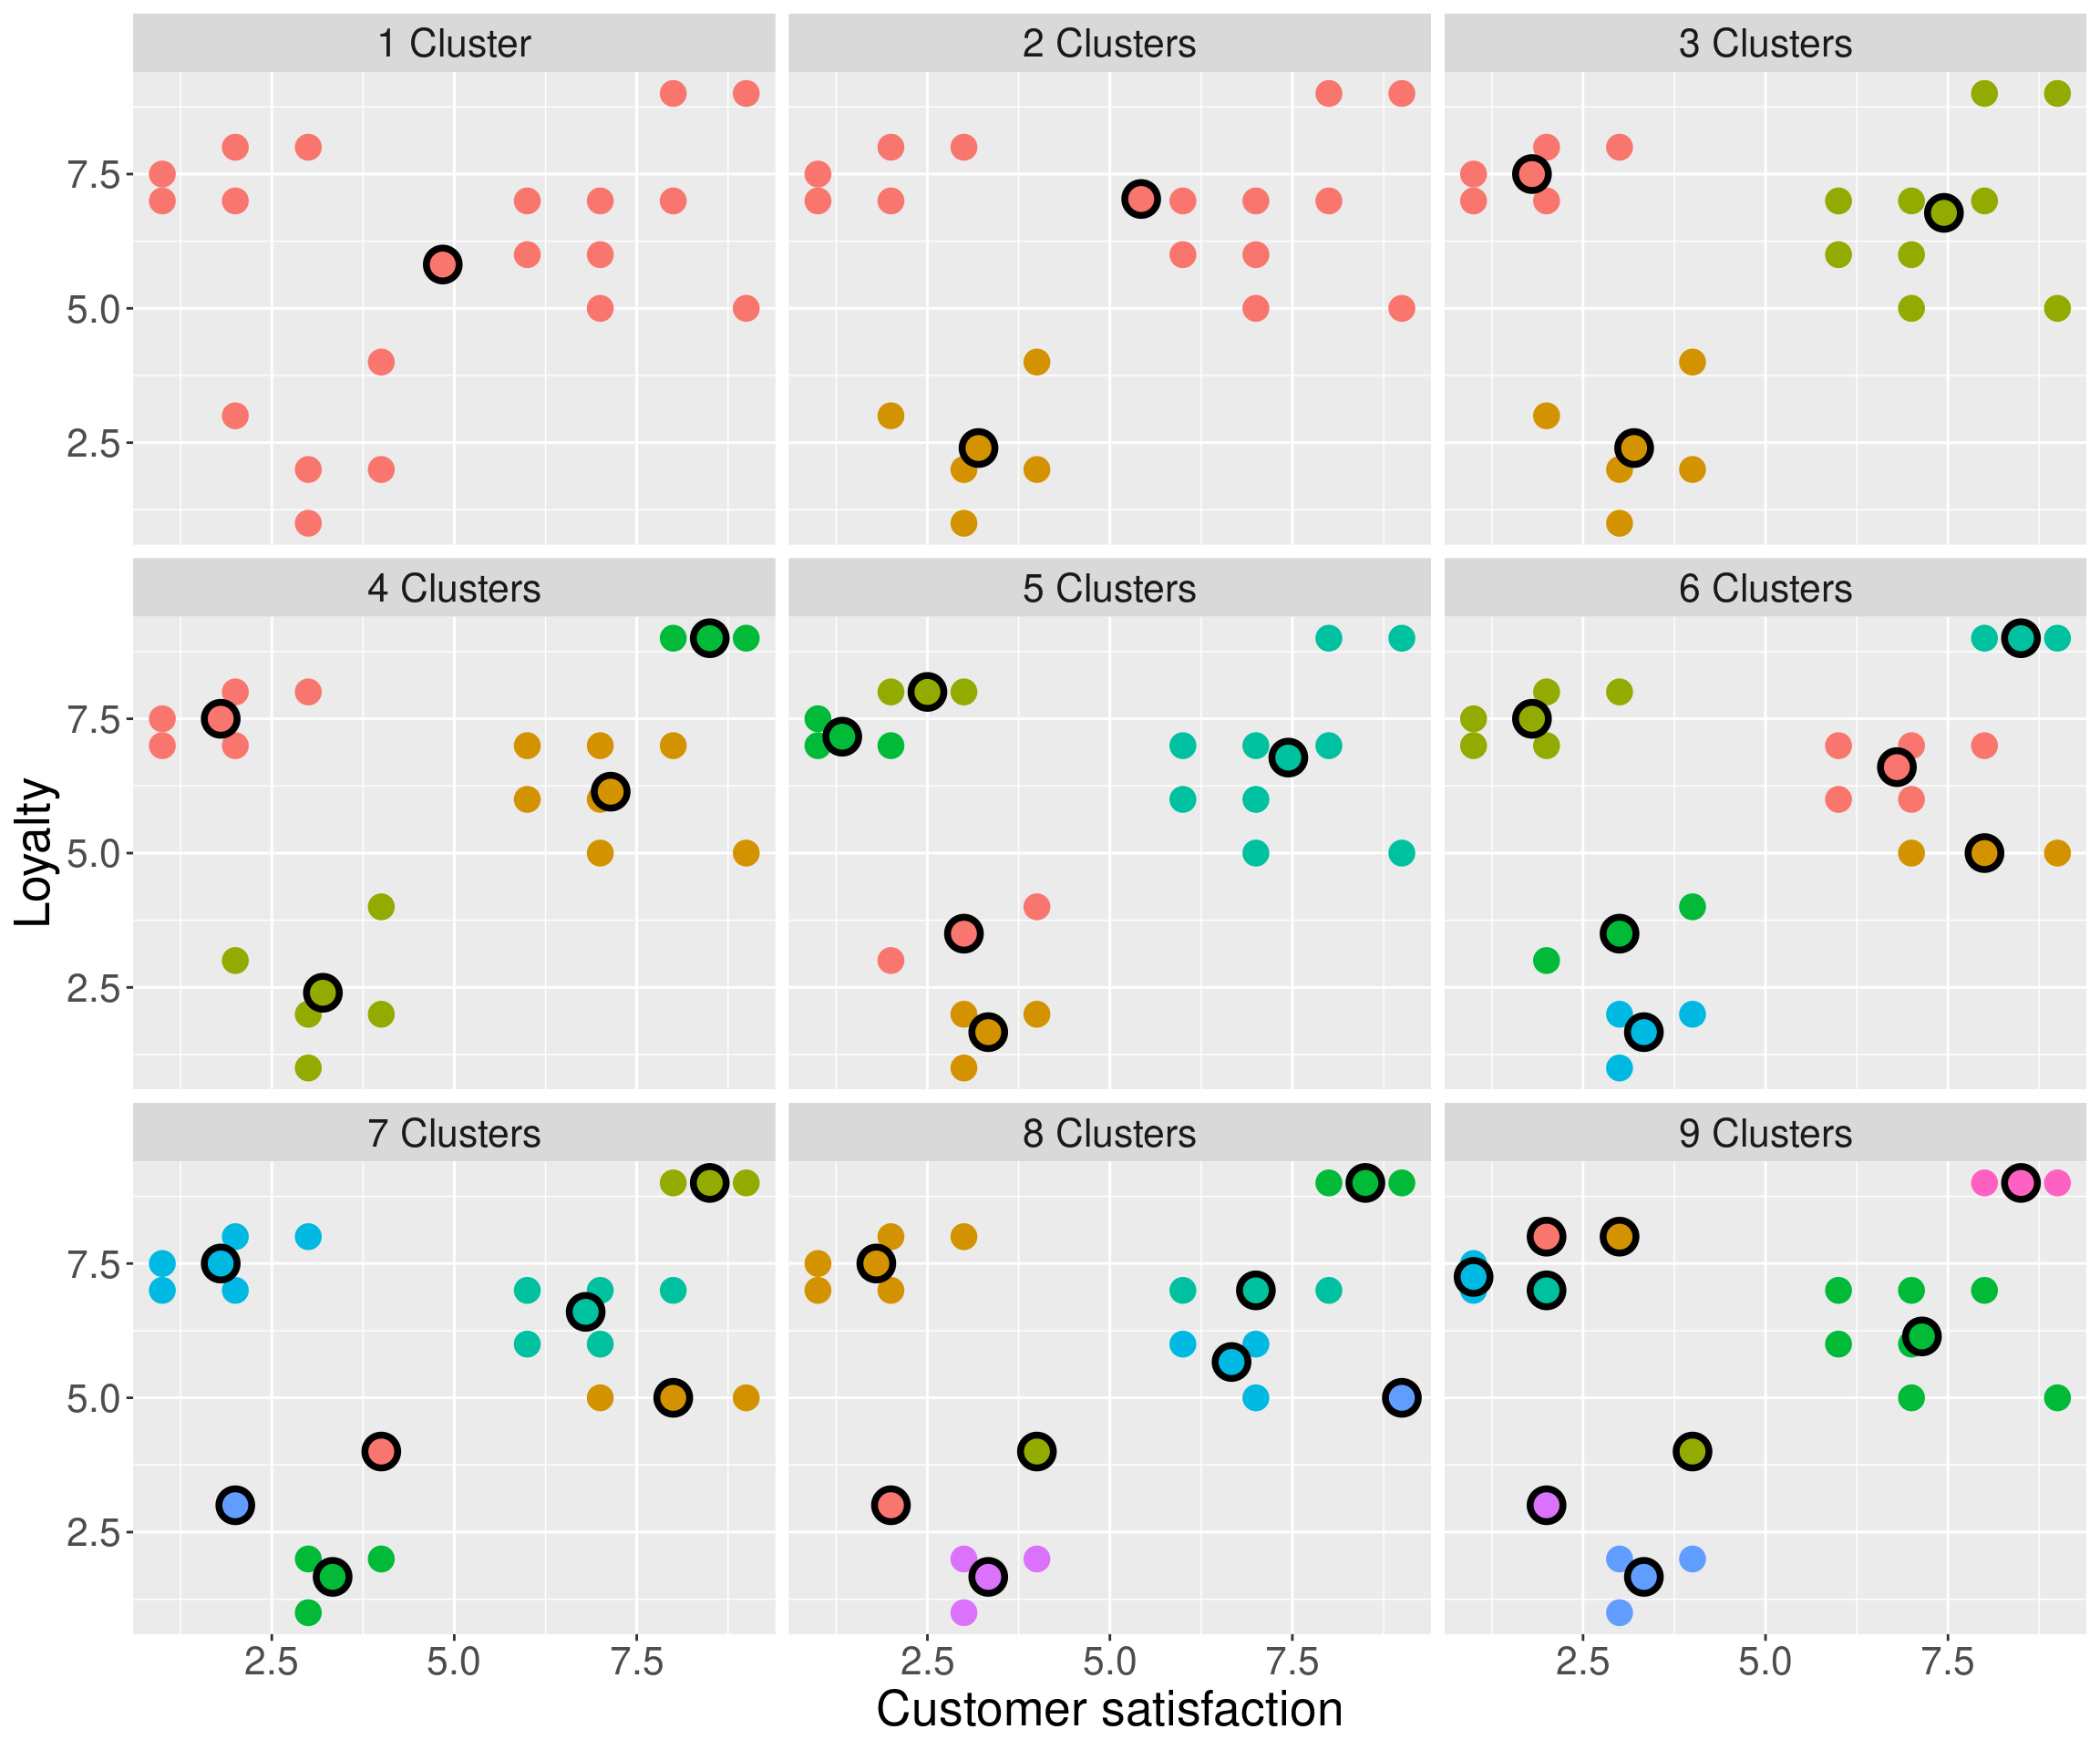 1 Cluster
2 Clusters
3 Clusters
7.5
5.0
2.5
4 Clusters
5 Clusters
6 Clusters
7.5
5.0
2.5
Loyalty
7 Clusters
8 Clusters
9 Clusters
7.5
5.0
2.5
2.5 5.0 7.5
2.5 5.0 7.5
2.5 5.0 7.5
Customer satisfaction